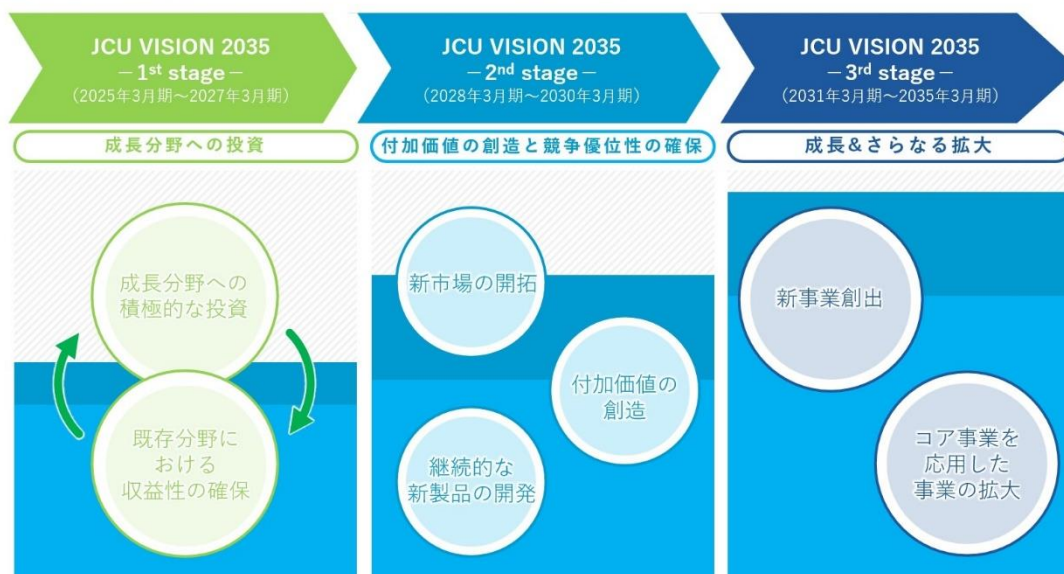 JCU VISION 2035
－1st stage－
（2025年3月期～2027年3月期）
成長分野への投資
成長分野への
積極的な投資
既存分野に
おける
収益性の確保
JCU VISION 2035
－2nd stage－
（2028年3月期～2030年3月期）
付加価値の創造と競争優位性の確保
新市場の開拓
付加価値の
創造
継続的な
新製品の開発
JCU VISION 2035
－3rd stage－
（2031年3月期～2035年3月期）
成長&さらなる拡大
新事業創出
コア事業を
応用した
事業の拡大